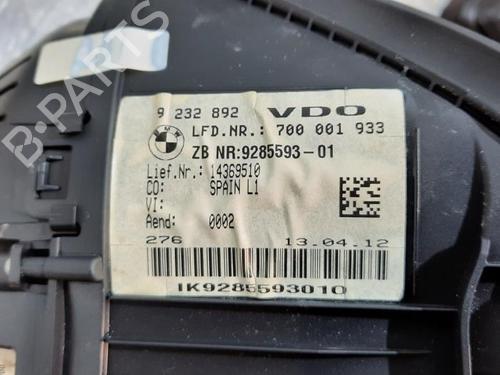 9 232 892 VDO
LFD.NR.: 700 001 933
ZB NR:9285593-01
Lief.Nr.: 14369510
CO: SPAIN L1
VI:
Aend: 0002
276 13.04.12
IK9285593010